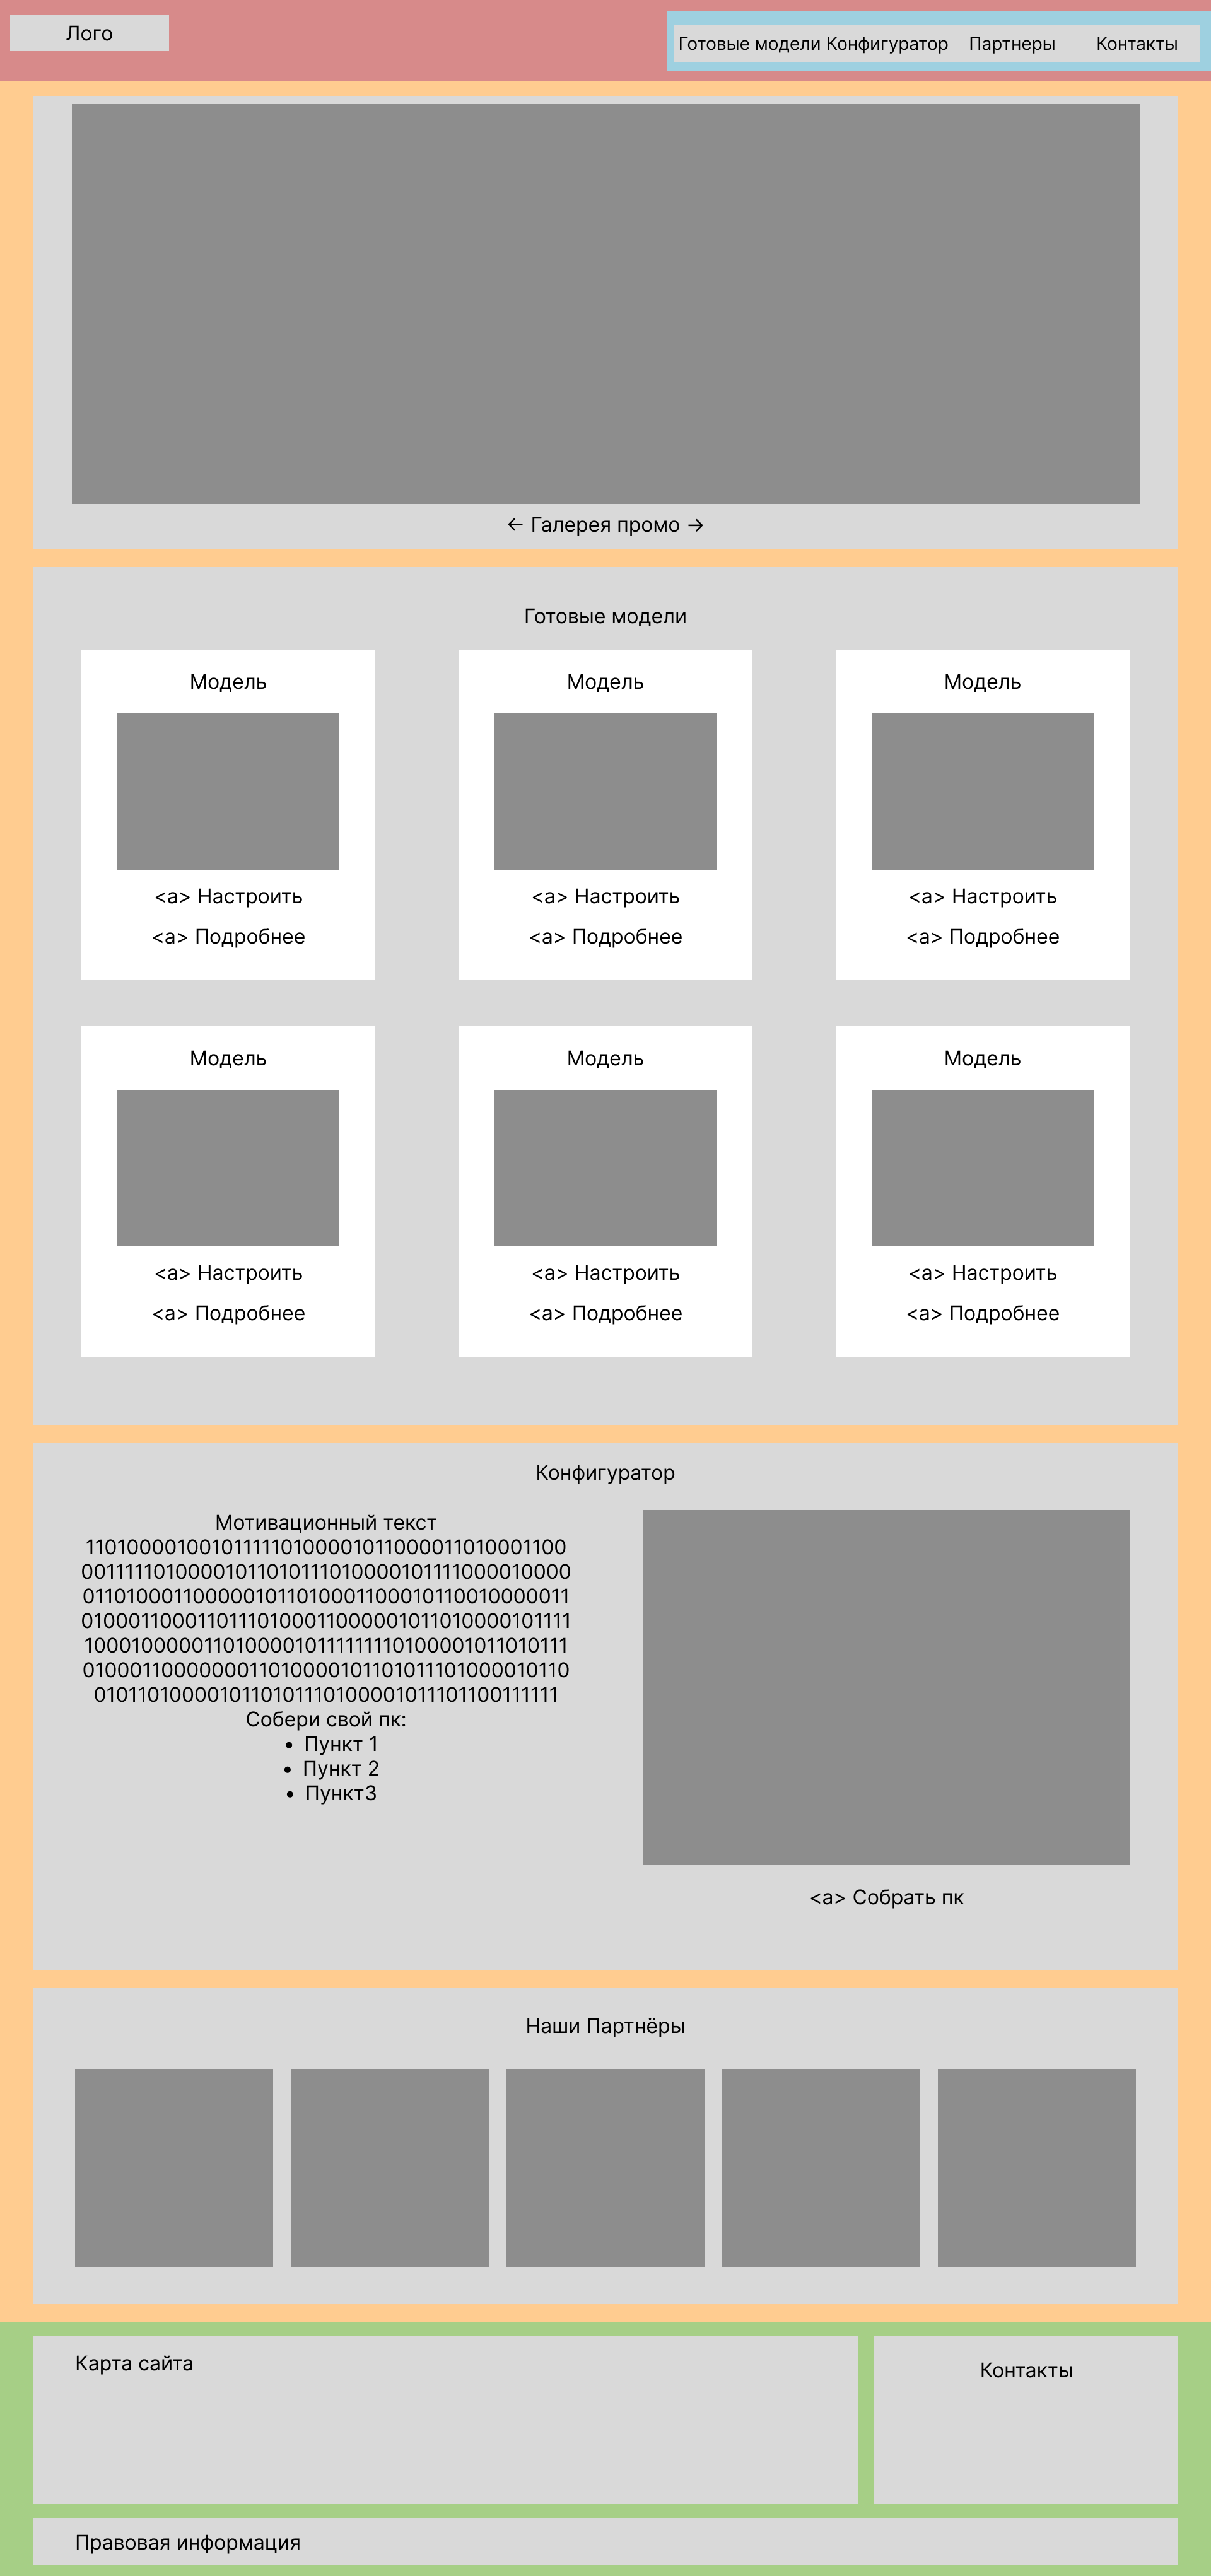 Лого
Готовые модели Конфигуратор Партнеры Контакты
← Галерея промо →
Готовые модели
Модель Модель Модель
<a> Настроить <a> Настроить <a> Настроить
<a> Подробнее <a> Подробнее <a> Подробнее
Модель Модель Модель
<a> Настроить <a> Настроить <a> Настроить
<a> Подробнее <a> Подробнее <a> Подробнее
Конфигуратор
Мотивационный текст
Собери свой пк:
• Пункт 1
• Пункт 2
• Пункт3
<a> Собрать пк
Наши Партнёры
Карта сайта
Контакты
Правовая информация